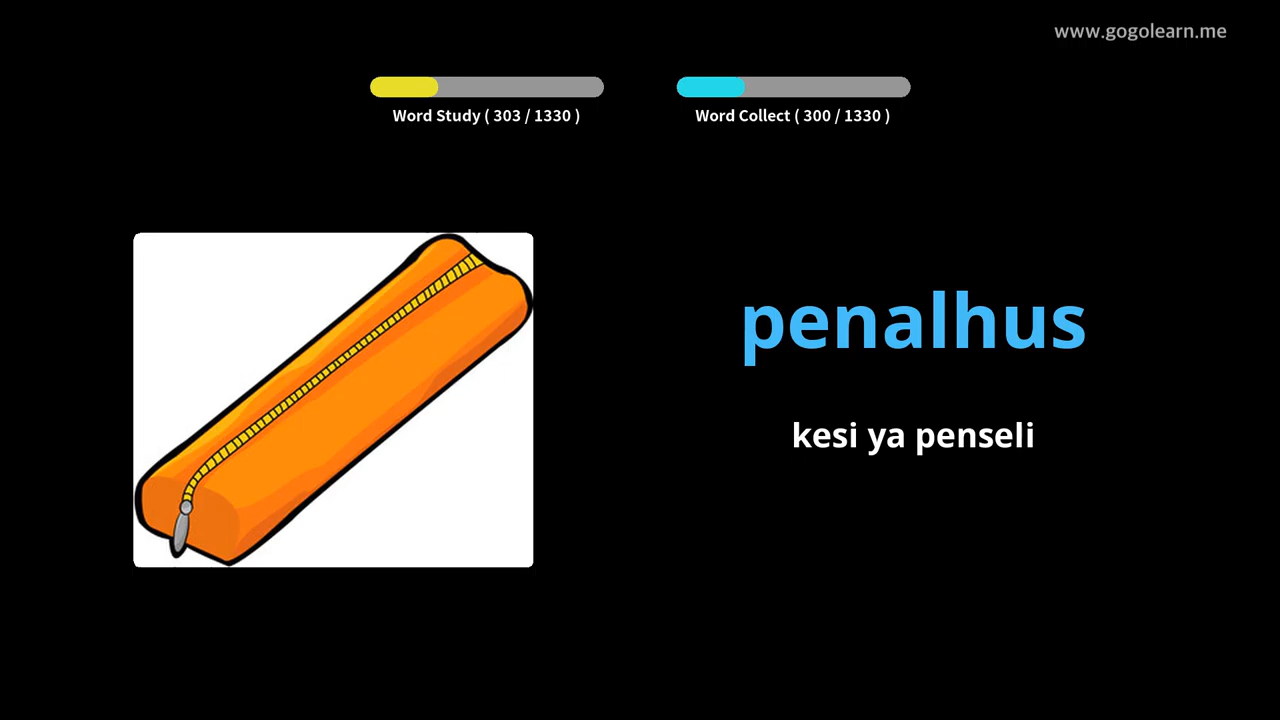 www.gogolearn.me
Word Study ( 303 / 1330 )
Word Collect ( 300 / 1330 )
penalhus
kesi ya penseli